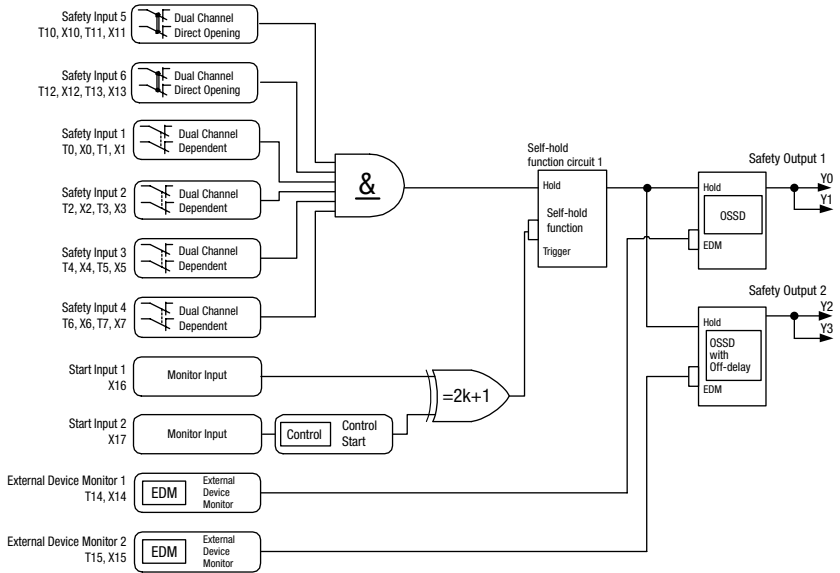 Safety Input 5
T10, X10, T11, X11
Dual Channel
Direct Opening
Safety Input 6
T12, X12, T13, X13
Dual Channel
Direct Opening
Safety Input 1
T0, X0, T1, X1
Dual Channel
Dependent
Safety Input 2
T2, X2, T3, X3
Dual Channel
Dependent
Safety Input 3
T4, X4, T5, X5
Dual Channel
Dependent
Safety Input 4
T6, X6, T7, X7
Dual Channel
Dependent
&
Self-hold
function circuit 1
Hold
Self-hold
function
Trigger
Safety Output 1
Hold
OSSD
EDM
Y0
Y1
Safety Output 2
Hold
OSSD
with
Off-delay
EDM
Y2
Y3
Start Input 1
X16
Monitor Input
=2k+1
Start Input 2
X17
Monitor Input
Control
Control
Start
External Device Monitor 1
T14, X14
EDM
External
Device
Monitor
External Device Monitor 2
T15, X15
EDM
External
Device
Monitor